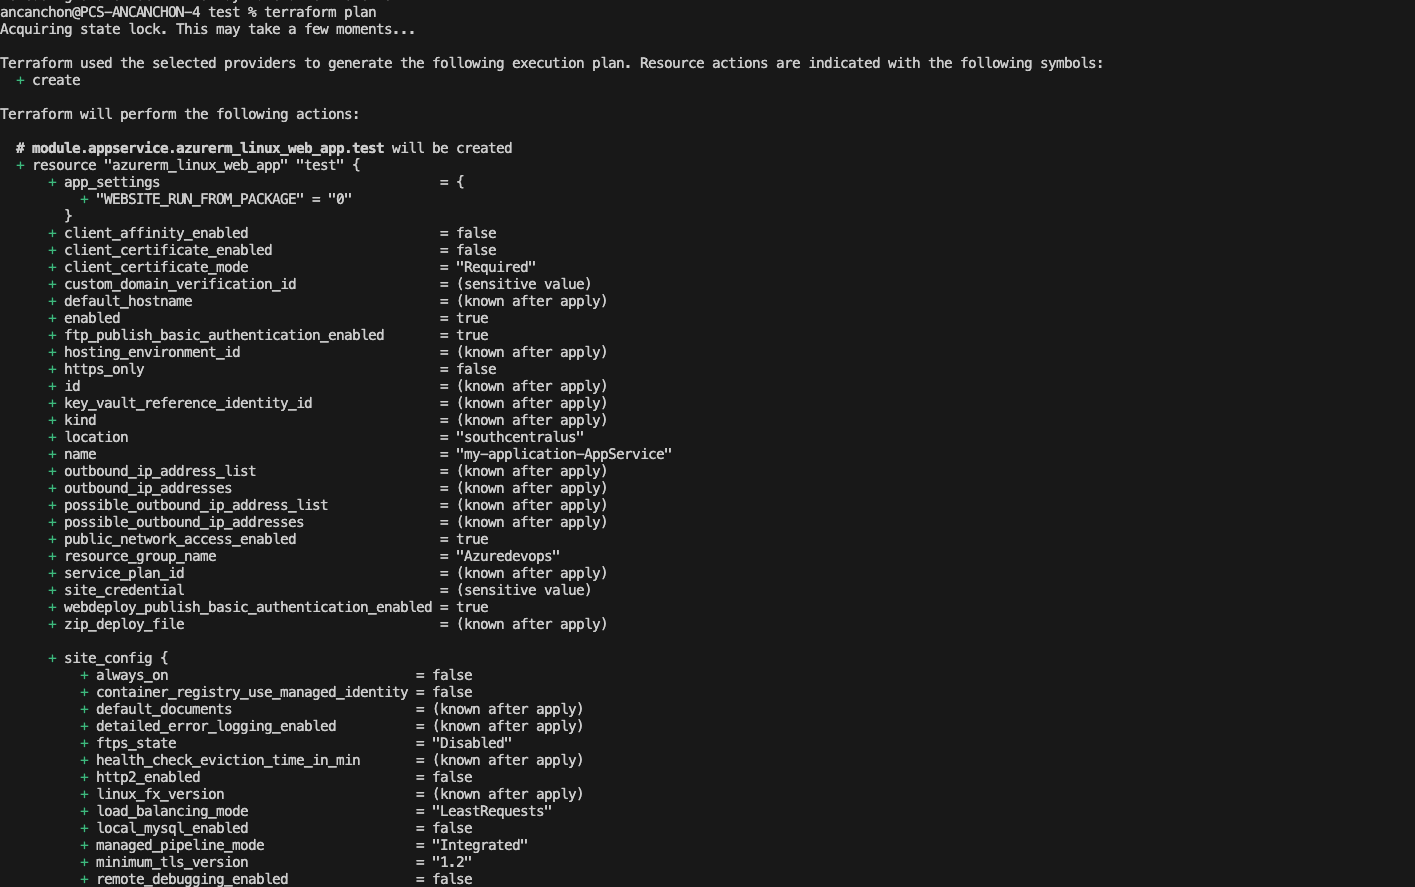 ancanchon@PCS-ANCANCHON-4 test % terraform plan
Acquiring state lock. This may take a few moments...
Terraform used the selected providers to generate the following execution plan. Resource actions are indicated with the following symbols:
+ create
Terraform will perform the following actions:
# module.appservice.azurerm_linux_web_app.test will be created
+ resource "azurerm_linux_web_app" "test" {
+ app_settings = {
+ "WEBSITE_RUN_FROM_PACKAGE" = "0"
}
+ client_affinity_enabled = false
+ client_certificate_enabled = false
+ client_certificate_mode = "Required"
+ custom_domain_verification_id = (sensitive value)
+ default_hostname = (known after apply)
+ enabled = true
+ ftp_publish_basic_authentication_enabled = true
+ hosting_environment_id = (known after apply)
+ https_only = false
+ id = (known after apply)
+ key_vault_reference_identity_id = (known after apply)
+ kind = (known after apply)
+ location = "southcentralus"
+ name = "my-application-AppService"
+ outbound_ip_address_list = (known after apply)
+ outbound_ip_addresses = (known after apply)
+ possible_outbound_ip_address_list = (known after apply)
+ possible_outbound_ip_addresses = (known after apply)
+ public_network_access_enabled = true
+ resource_group_name = "Azuredevops"
+ service_plan_id = (known after apply)
+ site_credential = (sensitive value)
+ webdeploy_publish_basic_authentication_enabled = true
+ zip_deploy_file = (known after apply)
+ site_config {
+ always_on = false
+ container_registry_use_managed_identity = false
+ default_documents = (known after apply)
+ detailed_error_logging_enabled = (known after apply)
+ ftps_state = "Disabled"
+ health_check_eviction_time_in_min = (known after apply)
+ http2_enabled = false
+ linux_fx_version = (known after apply)
+ load_balancing_mode = "LeastRequests"
+ local_mysql_enabled = false
+ managed_pipeline_mode = "Integrated"
+ minimum_tls_version = "1.2"
+ remote_debugging_enabled = false